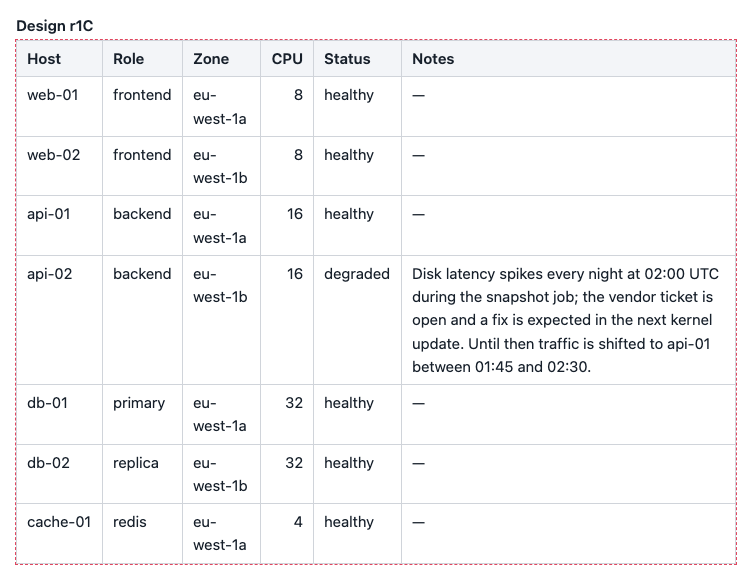 Design r1C
Host Role Zone CPU Status Notes
web-01 frontend eu- 8 healthy —
west-1a
web-02 frontend eu- 8 healthy —
west-1b
api-01 backend eu- 16 healthy —
west-1a
api-02 backend eu- 16 degraded Disk latency spikes every night at 02:00 UTC
west-1b during the snapshot job; the vendor ticket is
open and a fix is expected in the next kernel
update. Until then traffic is shifted to api-01
between 01:45 and 02:30.
db-01 primary eu- 32 healthy —
west-1a
db-02 replica eu- 32 healthy —
west-1b
cache-01 redis eu- 4 healthy —
west-1a